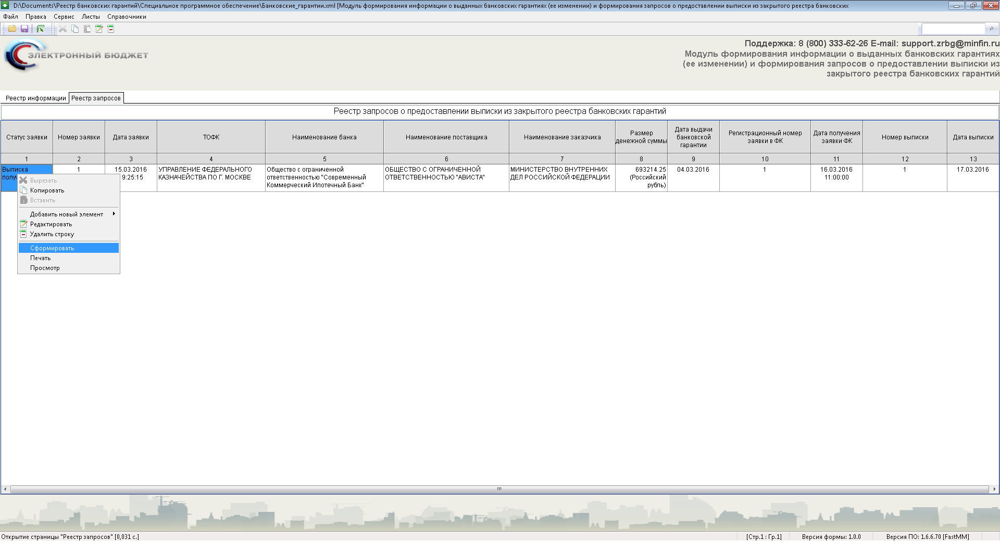 D:\Documents\Реестр банковских гарантий\Специальное программное обеспечение\Банковские_гарантии.xml [Модуль формирования информации о выданных банковских гарантиях (ее изменении) и формирования запросов о предоставлении выписки из закрытого реестра банковских
Файл Правка Сервис Листы Справочники
ЭЛЕКТРОННЫЙ БЮДЖЕТ
Поддержка: 8 (800) 333-62-26 E-mail: support.zrbg@minfin.ru
Модуль формирования информации о выданных банковских гарантиях
(ее изменении) и формирования запросов о предоставлении выписки из
закрытого реестра банковских гарантий
Реестр информации Реестр запросов
Реестр запросов о предоставлении выписки из закрытого реестра банковских гарантий
Статус заявки
Номер заявки
Дата заявки
ТОФК
Наименование банка
Наименование поставщика
Наименование заказчика
Размер
денежной суммы
Дата выдачи
банковской
гарантии
Регистрационный номер
заявки в ФК
Дата получения
заявки ФК
Номер выписки
Дата выписки
1 2 3 4 5 6 7 8 9 10 11 12 13
Выписка
полу
1
15.03.2016
9:25:15
УПРАВЛЕНИЕ ФЕДЕРАЛЬНОГО
КАЗНАЧЕЙСТВА ПО Г. МОСКВЕ
Общество с ограниченной
ответственностью "Современный
Коммерческий Ипотечный Банк"
ОБЩЕСТВО С ОГРАНИЧЕННОЙ
ОТВЕТСТВЕННОСТЬЮ "АВИСТА"
МИНИСТЕРСТВО ВНУТРЕННИХ
ДЕЛ РОССИЙСКОЙ ФЕДЕРАЦИИ
693214.25
(Российский
рубль)
04.03.2016
1
16.03.2016
11:00:00
1
17.03.2016
Вырезать
Копировать
Вставить
Добавить новый элемент
Редактировать
Удалить строку
Сформировать
Печать
Просмотр
Открытие страницы "Реестр запросов" [0,031 с.]
[Стр.1 : Гр.1]
Версия формы: 1.0.0
Версия ПО: 1.6.6.70 [FastMM]